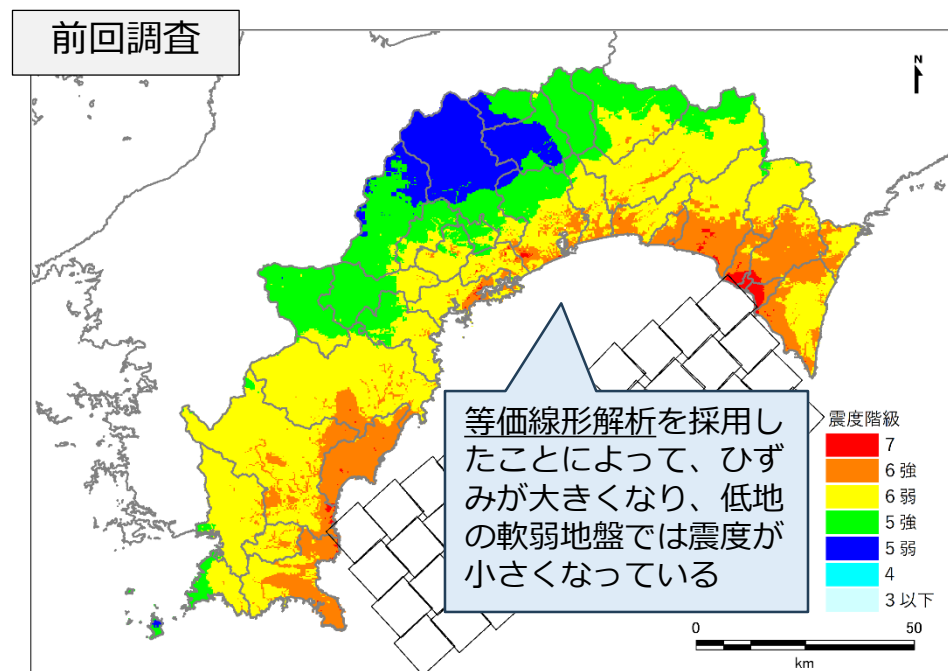 前回調査
N
等価線形解析を採用し
たことによって、ひず
みが大きくなり、低地
の軟弱地盤では震度が
小さくなっている
震度階級
7
6強
6弱
5強
5弱
4
3以下
0 50
km